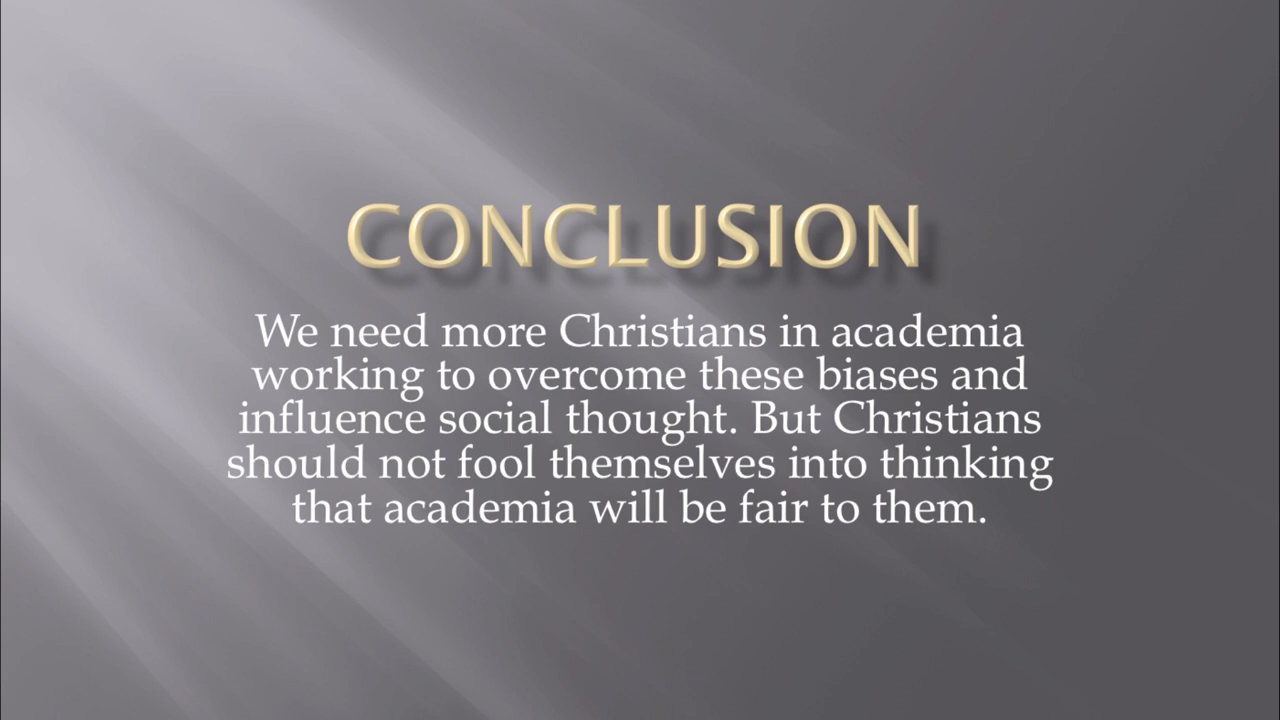 CONCLUSION
We need more Christians in academia
working to overcome these biases and
influence social thought. But Christians
should not fool themselves into thinking
that academia will be fair to them.